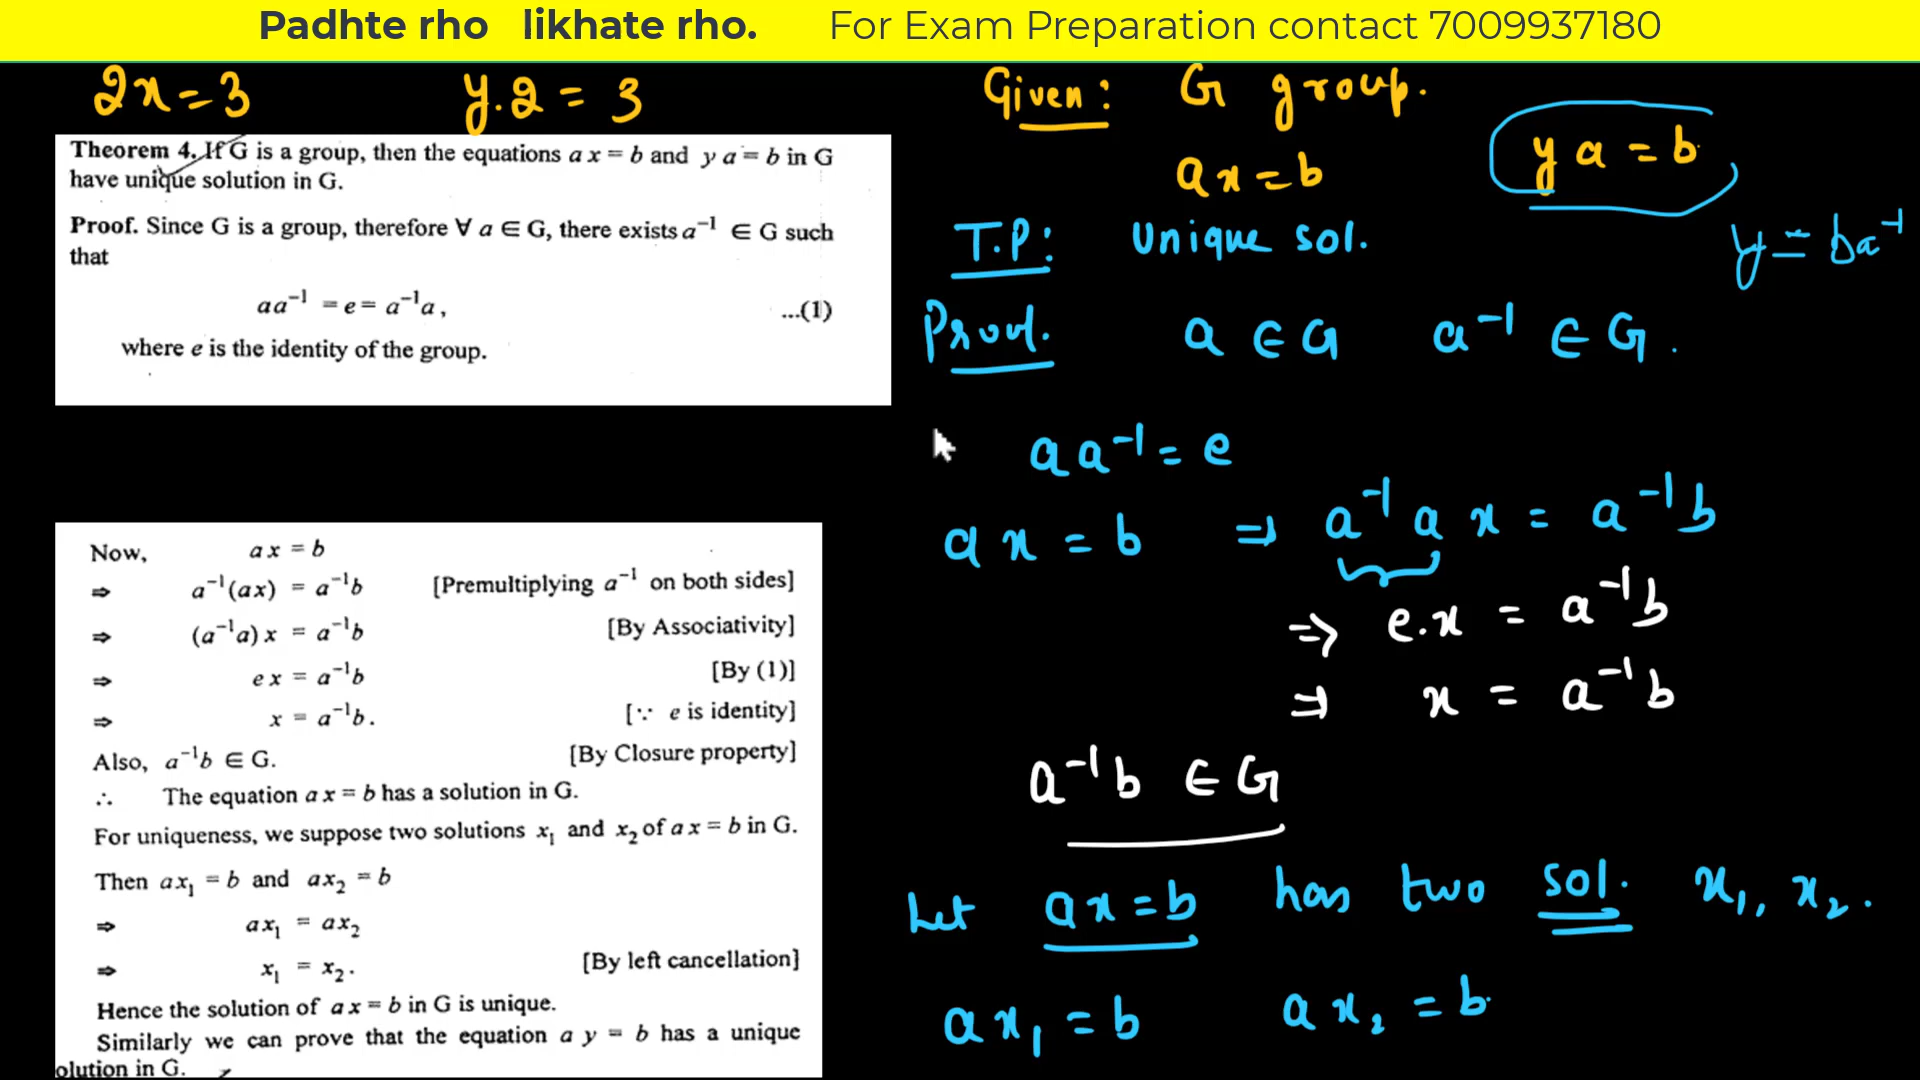 Padhte rho likhate rho. For Exam Preparation contact 7009937180
2x = 3 y.2 = 3
Theorem 4. If G is a group, then the equations a x = b and y a = b in G
have unique solution in G.
Proof. Since G is a group, therefore ∀ a ∈ G, there exists a⁻¹ ∈ G such
that
aa⁻¹ = e = a⁻¹a, ...(1)
where e is the identity of the group.
Now, ax = b
⇒ a⁻¹(ax) = a⁻¹b [Premultiplying a⁻¹ on both sides]
⇒ (a⁻¹a) x = a⁻¹b [By Associativity]
⇒ e x = a⁻¹b [By (1)]
⇒ x = a⁻¹b. [∵ e is identity]
Also, a⁻¹b ∈ G. [By Closure property]
∴ The equation a x = b has a solution in G.
For uniqueness, we suppose two solutions x₁ and x₂ of a x = b in G.
Then ax₁ = b and ax₂ = b
⇒ ax₁ = ax₂
⇒ x₁ = x₂. [By left cancellation]
Hence the solution of a x = b in G is unique.
Similarly we can prove that the equation a y = b has a unique
olution in G.
Given: G group.
ax = b ya = b
T.P: Unique sol. y = ba⁻¹
Proof. a ∈ G a⁻¹ ∈ G.
aa⁻¹ = e
ax = b ⇒ a⁻¹ a x = a⁻¹b
⇒ e.x = a⁻¹b
⇒ x = a⁻¹b
a⁻¹b ∈ G
Let ax = b has two sol. x₁, x₂.
ax₁ = b ax₂ = b.